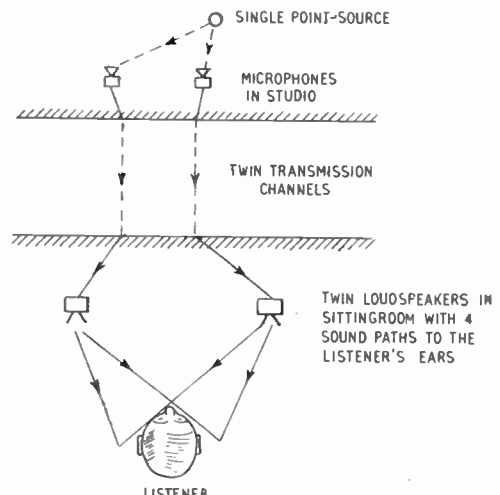 SINGLE POINT-SOURCE
MICROPHONES
IN STUDIO
TWIN TRANSMISSION
CHANNELS
TWIN LOUDSPEAKERS IN
SITTINGROOM WITH 4
SOUND PATHS TO THE
LISTENER'S EARS
LISTENER